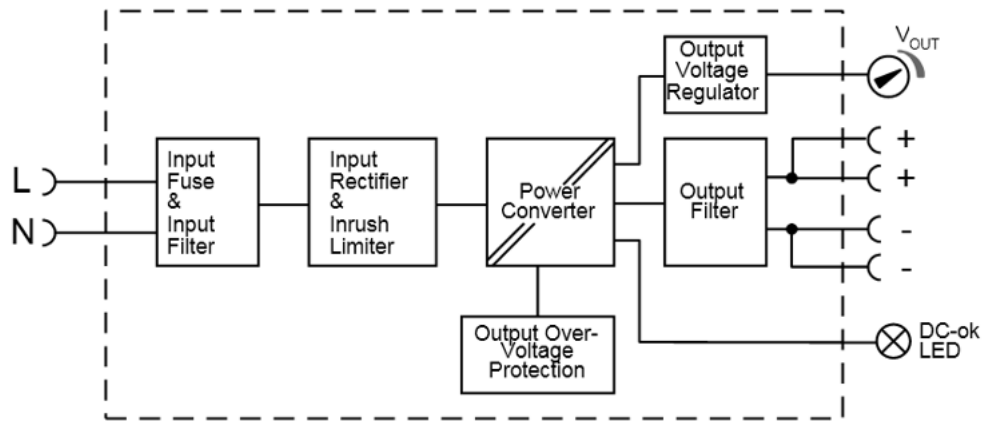 V OUT
Output
Voltage
Regulator
Input
Fuse
&
Input
Filter
Input
Rectifier
&
Inrush
Limiter
Power
Converter
Output
Filter
+
+
-
-
L
N
Output Over-
Voltage
Protection
DC-ok
LED